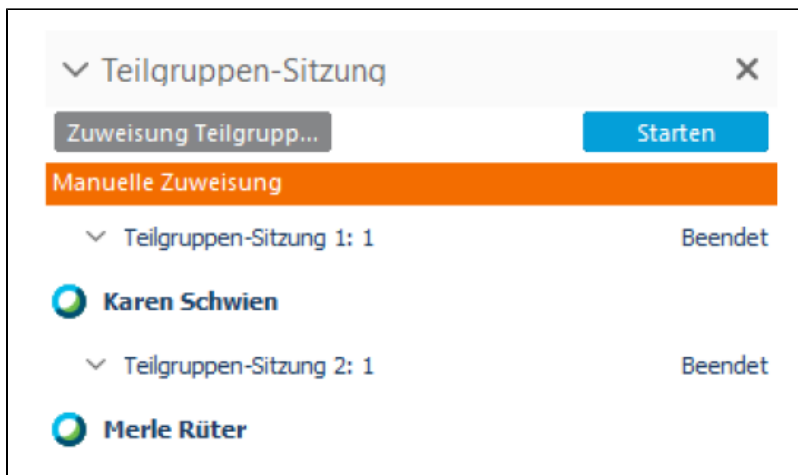 Teilgruppen-Sitzung
Zuweisung Teilgrupp... Starten
Manuelle Zuweisung
Teilgruppen-Sitzung 1: 1 Beendet
Karen Schwien
Teilgruppen-Sitzung 2: 1 Beendet
Merle Rüter